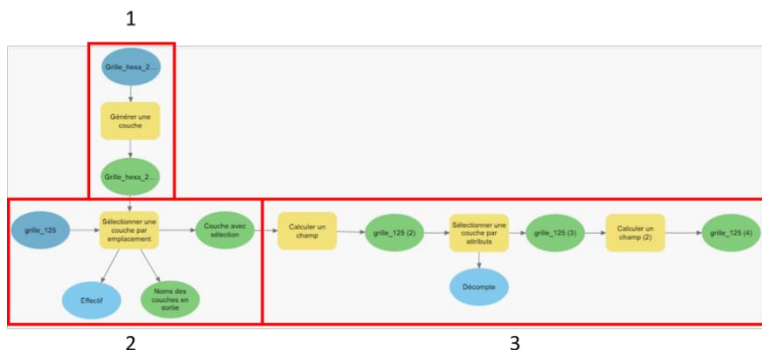 1
Grille_hexa_2...
Générer une
couche
Grille_hexa_2...
grille_125
Sélectionner une
couche par
emplacement
Couche avec
sélection
Calculer un
champ
grille_125 (2)
Sélectionner une
couche par
attributs
grille_125 (3)
Calculer un
champ (2)
grille_125 (4)
Effectif
Noms des
couches en
sortie
Décompte
2
3